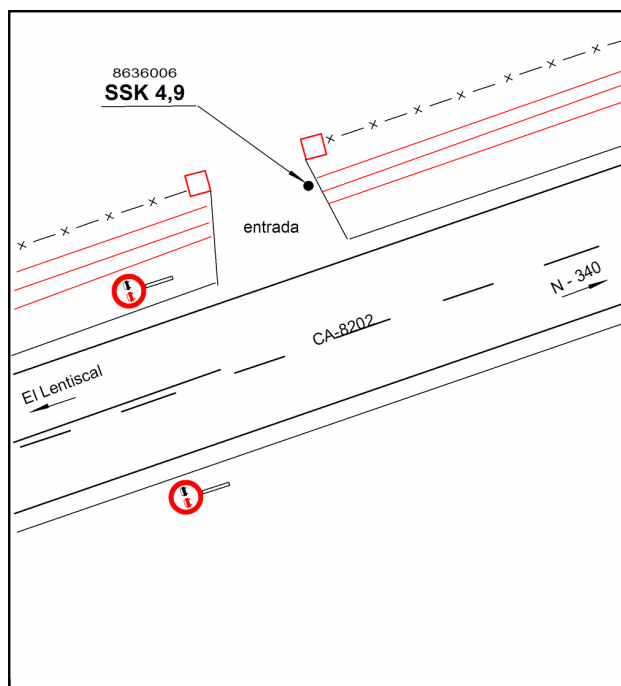 8636006
SSK 4,9
entrada
N - 340
CA-8202
El Lentiscal